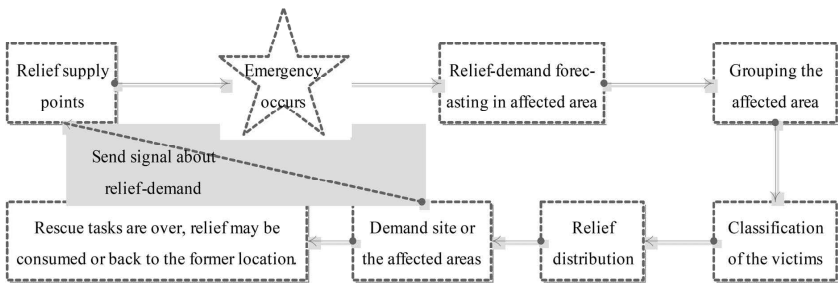 Relief supply
points
Emergency
occurs
Relief-demand forec-
asting in affected area
Grouping the
affected area
Send signal about
relief-demand
Rescue tasks are over, relief may be
consumed or back to the former location.
Demand site or
the affected areas
Relief
distribution
Classification
of the victims